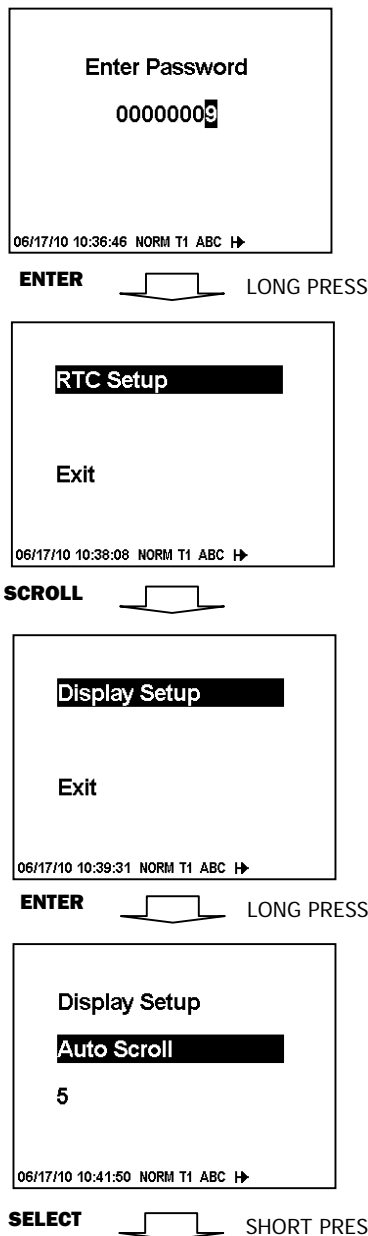 Enter Password
00000009
06/17/10 10:36:46 NORM T1 ABC
ENTER LONG PRESS
RTC Setup
Exit
06/17/10 10:38:08 NORM T1 ABC
SCROLL
Display Setup
Exit
06/17/10 10:39:31 NORM T1 ABC
ENTER LONG PRESS
Display Setup
Auto Scroll
5
06/17/10 10:41:50 NORM T1 ABC
SELECT SHORT PRES